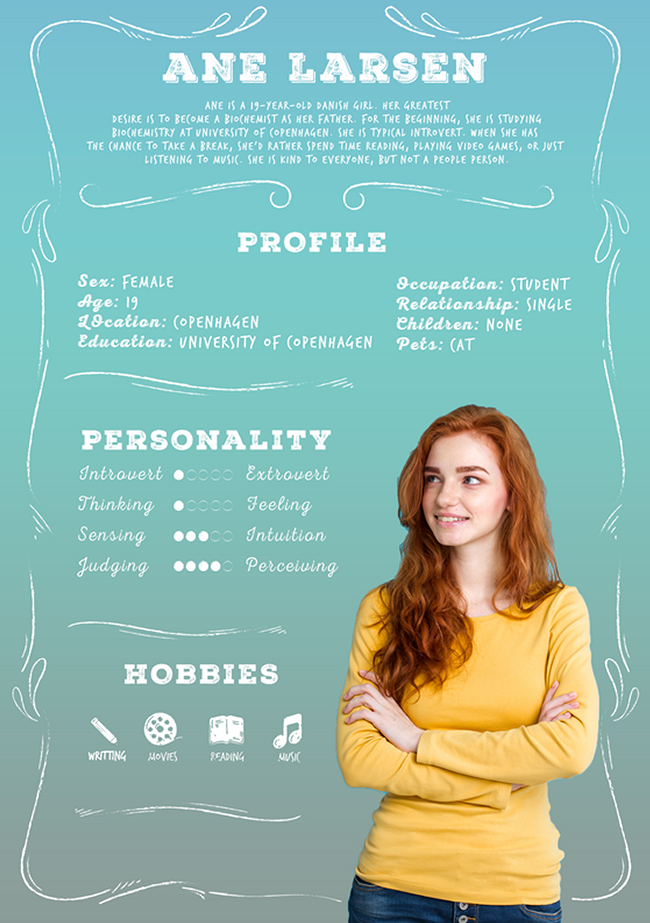 ANE LARSEN
ANE IS A 19-YEAR-OLD DANISH GIRL. HER GREATEST
DESIRE IS TO BECOME A BIOCHEMIST AS HER FATHER. FOR THE BEGINNING, SHE IS STUDYING
BIOCHEMISTRY AT UNIVERSITY OF COPENHAGEN. SHE IS TYPICAL INTROVERT. WHEN SHE HAS
THE CHANCE TO TAKE A BREAK, SHE'D RATHER SPEND TIME READING, PLAYING VIDEO GAMES, OR JUST
LISTENING TO MUSIC. SHE IS KIND TO EVERYONE, BUT NOT A PEOPLE PERSON.
PROFILE
Sex: FEMALE
Age: 19
LOcation: COPENHAGEN
Education: UNIVERSITY OF COPENHAGEN
Occupation: STUDENT
Relationship: SINGLE
Children: NONE
Pets: CAT
PERSONALITY
Introvert Extrovert
Thinking Feeling
Sensing Intuition
Judging Perceiving
HOBBIES
WRITTING MOVIES READING MUSIC